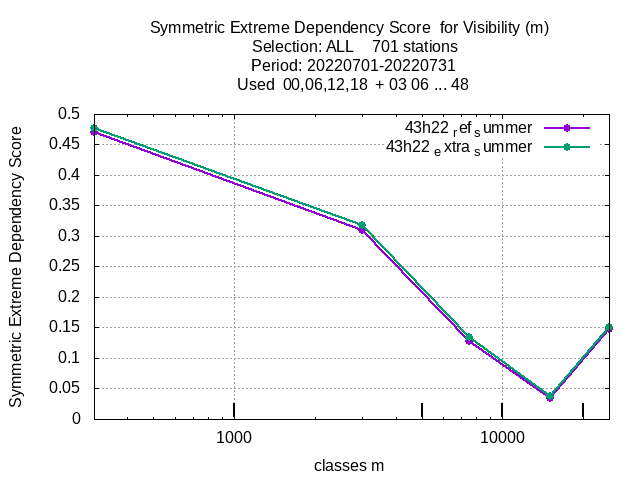 Symmetric Extreme Dependency Score for Visibility (m)
Selection: ALL 701 stations
Period: 20220701-20220731
Used 00,06,12,18 + 03 06 ... 48
43h22 ref summer
43h22 extra summer
Symmetric Extreme Dependency Score
0.5
0.45
0.4
0.35
0.3
0.25
0.2
0.15
0.1
0.05
0
1000 10000
classes m